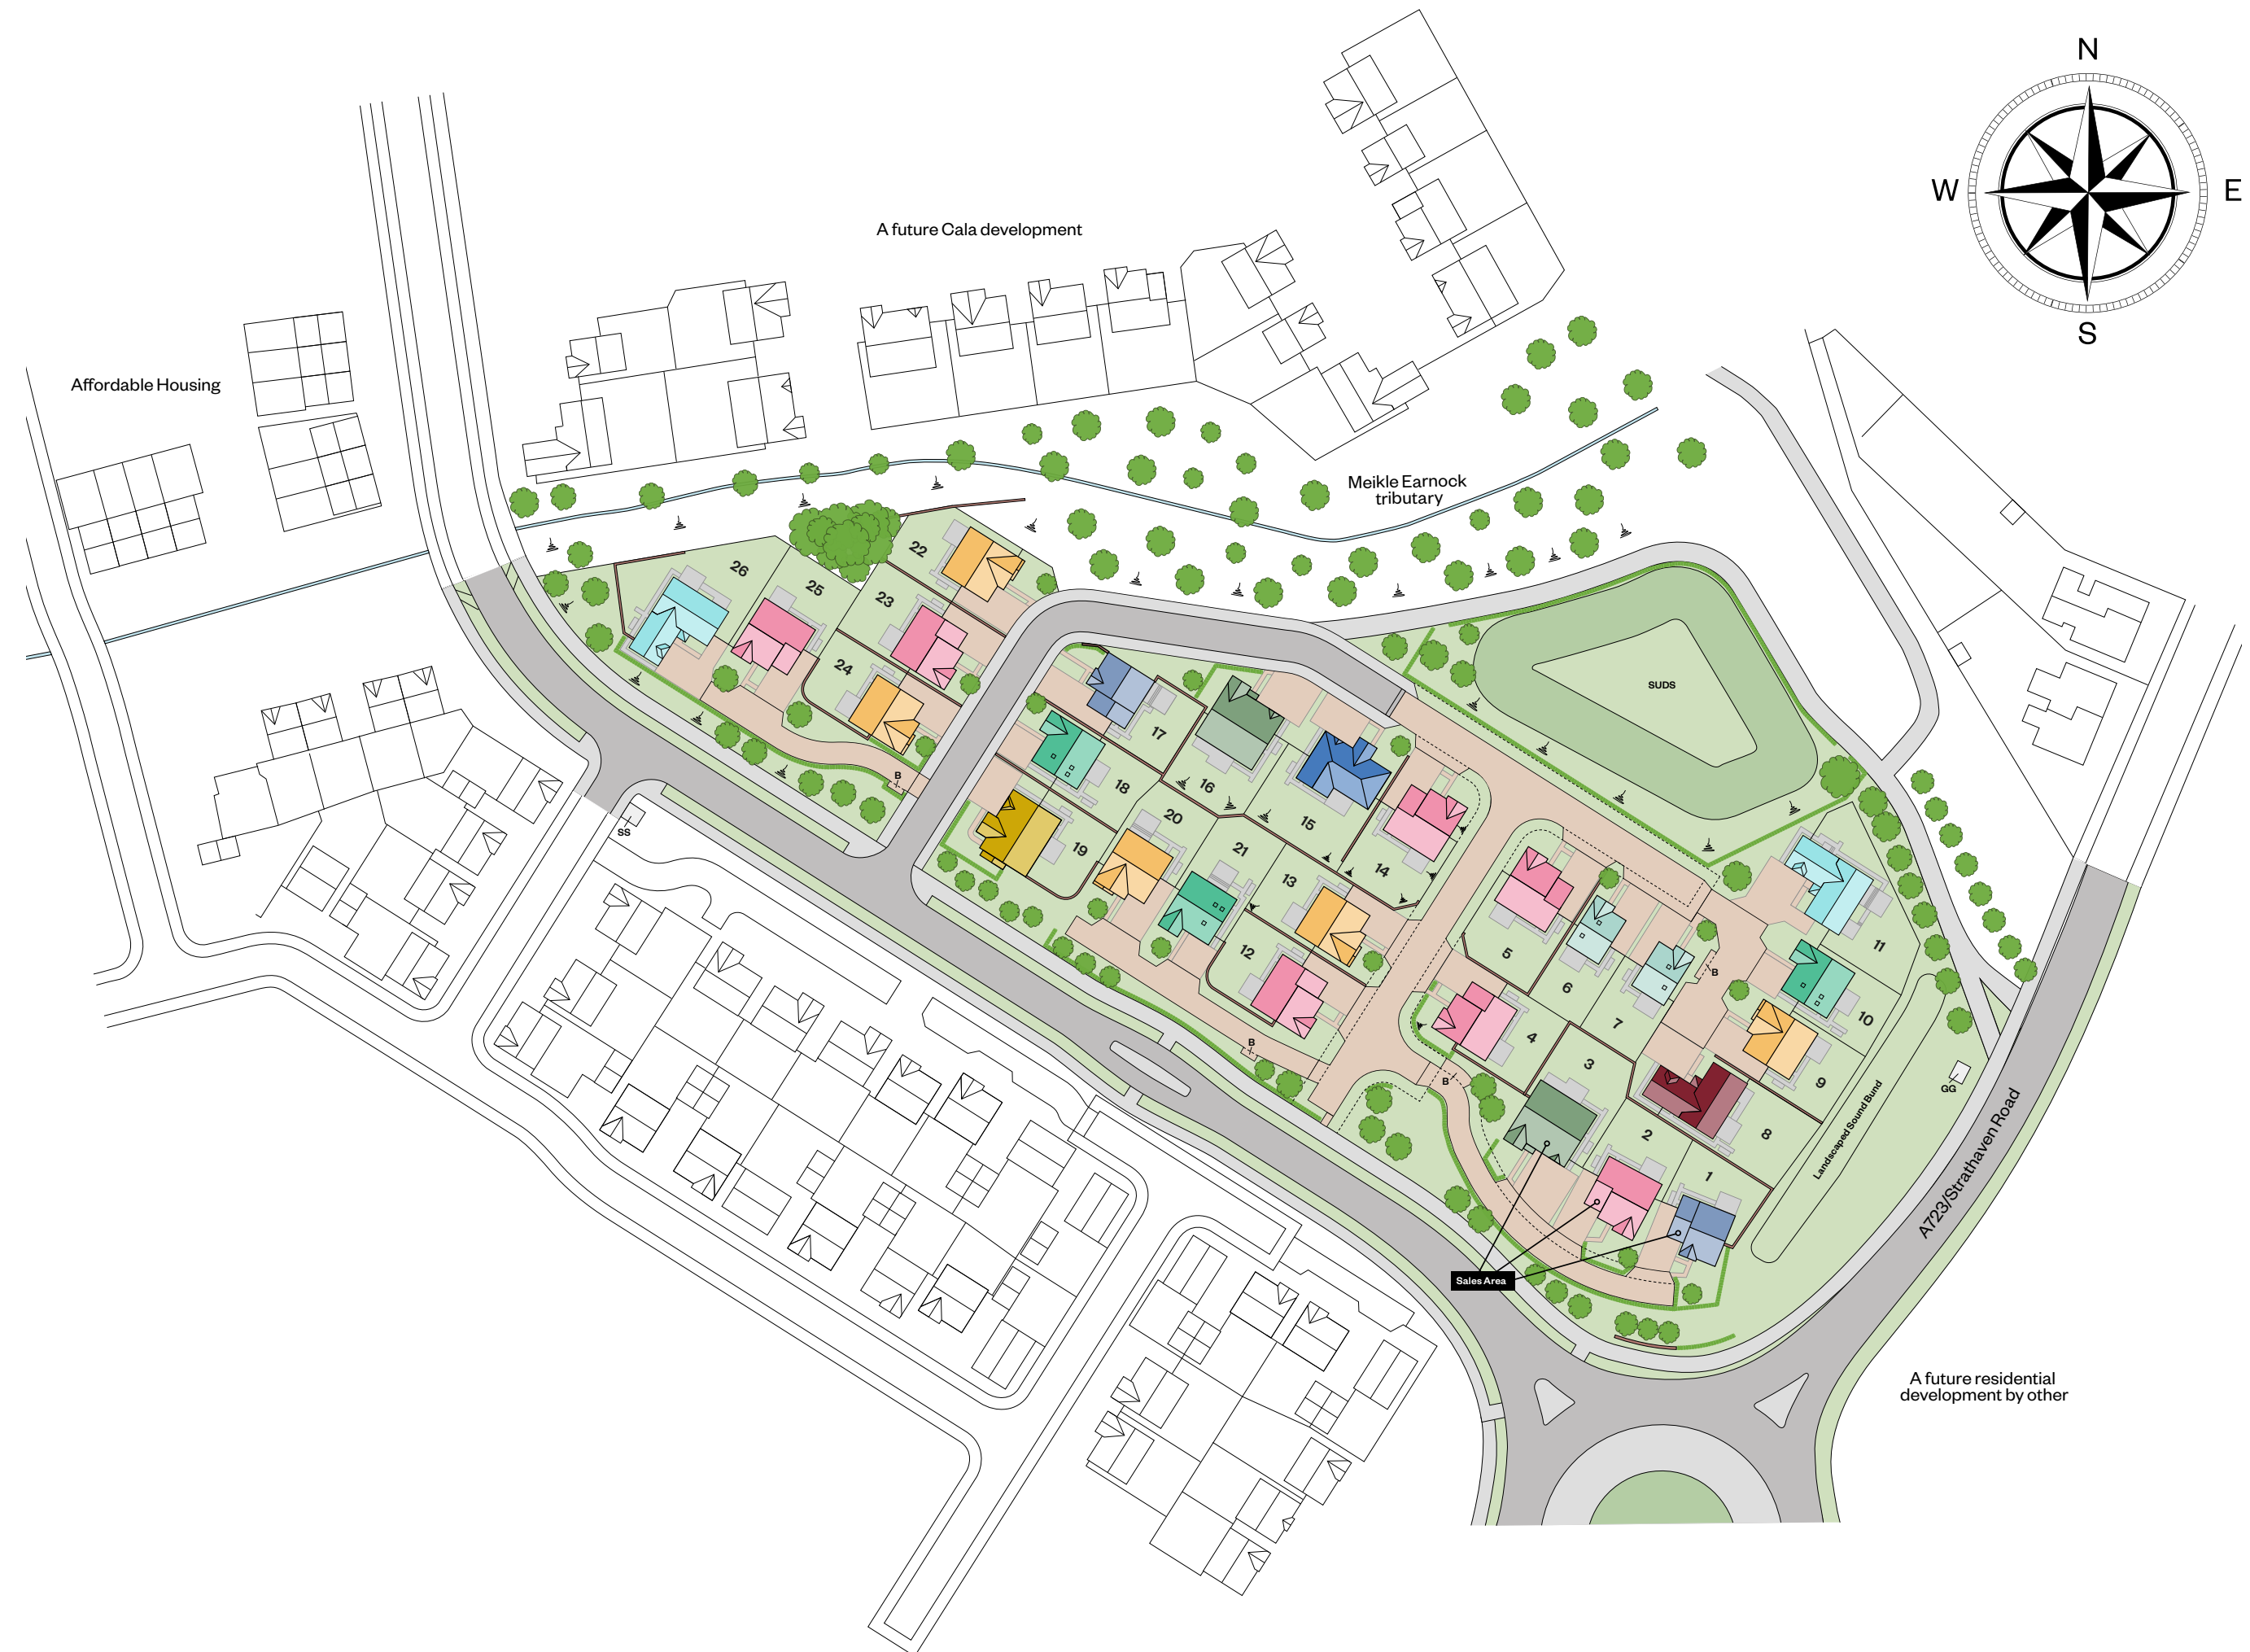 N
W
E
S
A future Cala development
Affordable Housing
Meikle Earnock
tributary
22
26
25
23
24
SUDS
17
16
18
15
20
21
19
14
13
12
B
SS
5
6
7
11
10
B
4
3
9
B
B
2
8
1
GG
Landscaped Sound Bund
A723/Strathaven Road
Sales Area
A future residential
development by other